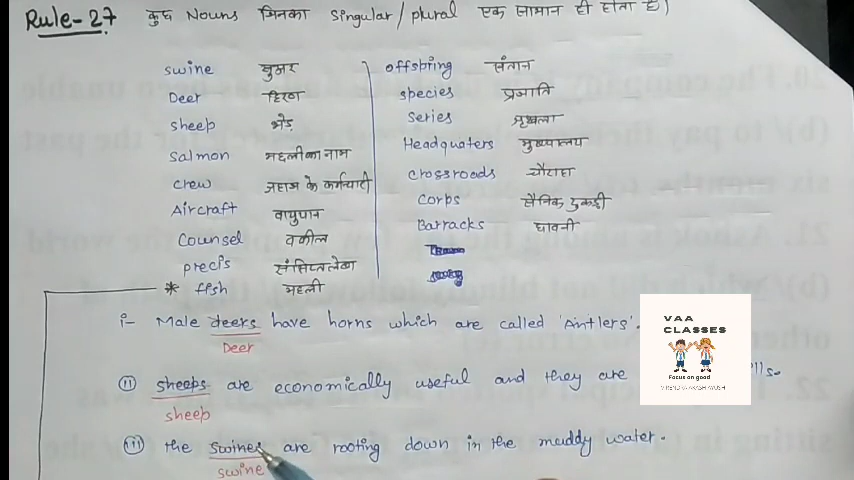 Rule-27 कुछ Nouns जिनका Singular/plural एक सामान ही होता है।
swine सुअर
Deer हिरण
sheep भेड़
Salmon मछली का नाम
crew जहाज के कर्मचारी
Aircraft वायुयान
Counsel वकील
precis संक्षिप्त लेख
* fish मछली
offspring संतान
species प्रजाति
Series श्रृंखला
Headquaters मुख्यालय
crossroads चौराहा
Corps सैनिक टुकड़ी
Barracks छावनी
i- Male deers have horns which are called 'Antlers'.
Deer
(ii) sheeps are economically useful and they are
sheep
(iii) the swines are rooting down in the muddy water.
swine
VAA
CLASSES
Focus on good